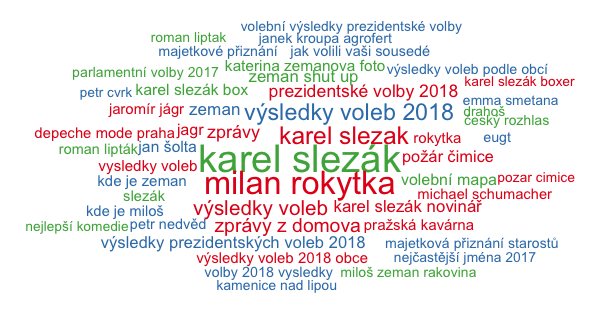 volební výsledky prezidentské volby
roman liptak
janek kroupa agrofert
majetkové přiznání
jak volili vaši sousedé
katerina zemanova foto
parlamentní volby 2017
zeman shut up
výsledky voleb podle obcí
karel slezák boxer
petr cvrk
karel slezák box
prezidentské volby 2018
emma smetana
jaromír jágr
zeman
výsledky voleb 2018
drahoš
český rozhlas
depeche mode praha
jagr
zprávy
karel slezak
rokytka
eugt
roman lipták
jan šolta
karel slezák
požár čimice
vysledky voleb
kde je zeman
milan rokytka
volební mapa
pozar cimice
slezák
michael schumacher
kde je miloš
výsledky voleb
karel slezák novinář
nejlepší komedie
petr nedvěd
zprávy z domova
pražská kavárna
výsledky prezidentských voleb 2018
majetková přiznání starostů
výsledky voleb 2018 obce
nejčastější jména 2017
volby 2018 vysledky
miloš zeman rakovina
kamenice nad lipou